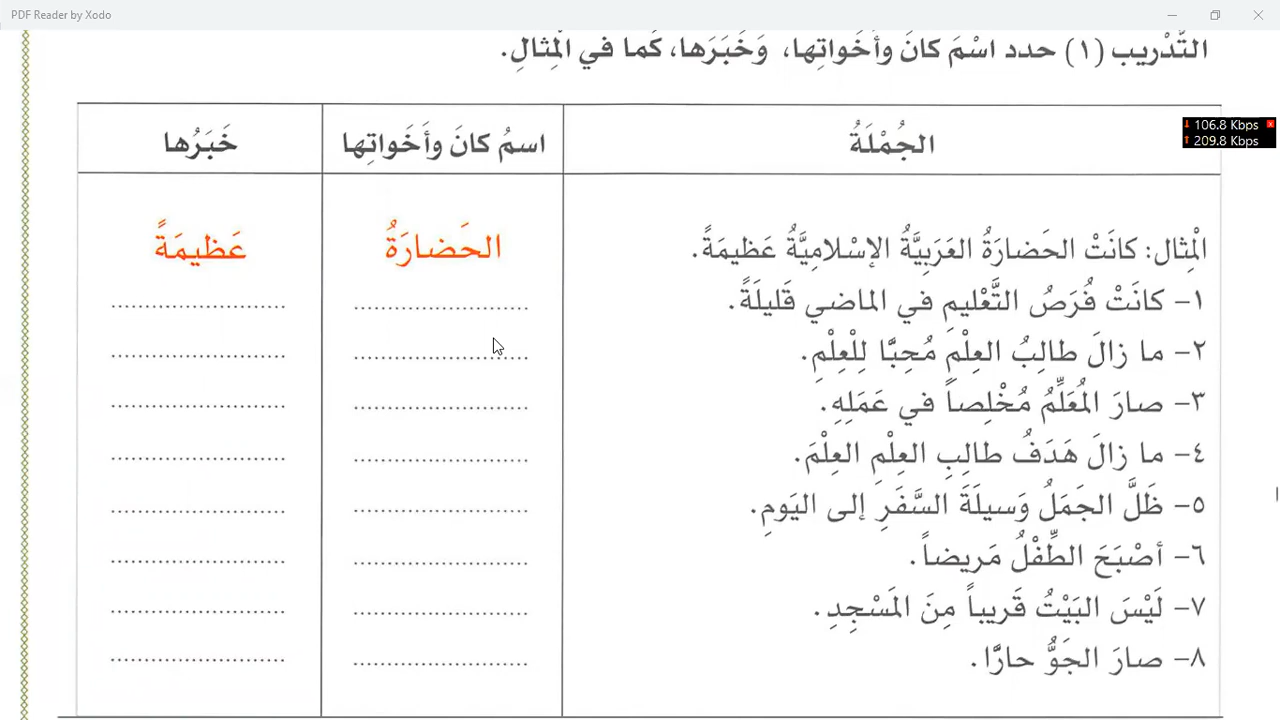 PDF Reader by Xodo
التَّدْريب (١) حدد اسْمَ كانَ وأَخَواتِها، وَخَبَرَها، كَما في الْمِثالِ.
106.8 Kbps
209.8 Kbps
الجُمْلَةُ
اسمُ كانَ وأَخَواتِها
خَبَرُها
الْمِثال: كانَتْ الحَضارَةُ العَرَبِيَّةُ الإسْلامِيَّةُ عَظيمَةً.
الحَضارَةُ
عَظيمَةً
١- كانَتْ فُرَصُ التَّعْليمِ في الماضي قَليلَةً.
٢- ما زالَ طالِبُ العِلْمِ مُحِبًّا لِلْعِلْمِ.
٣- صارَ الْمُعَلِّمُ مُخْلِصاً في عَمَلِهِ.
٤- ما زالَ هَدَفُ طالِبِ العِلْمِ العِلْمَ.
٥- ظَلَّ الجَمَلُ وَسيلَةَ السَّفَرِ إلى اليَومِ.
٦- أصْبَحَ الطِّفْلُ مَريضاً.
٧- لَيْسَ البَيْتُ قَريباً مِنَ المَسْجِدِ.
٨- صارَ الجَوُّ حارًّا.